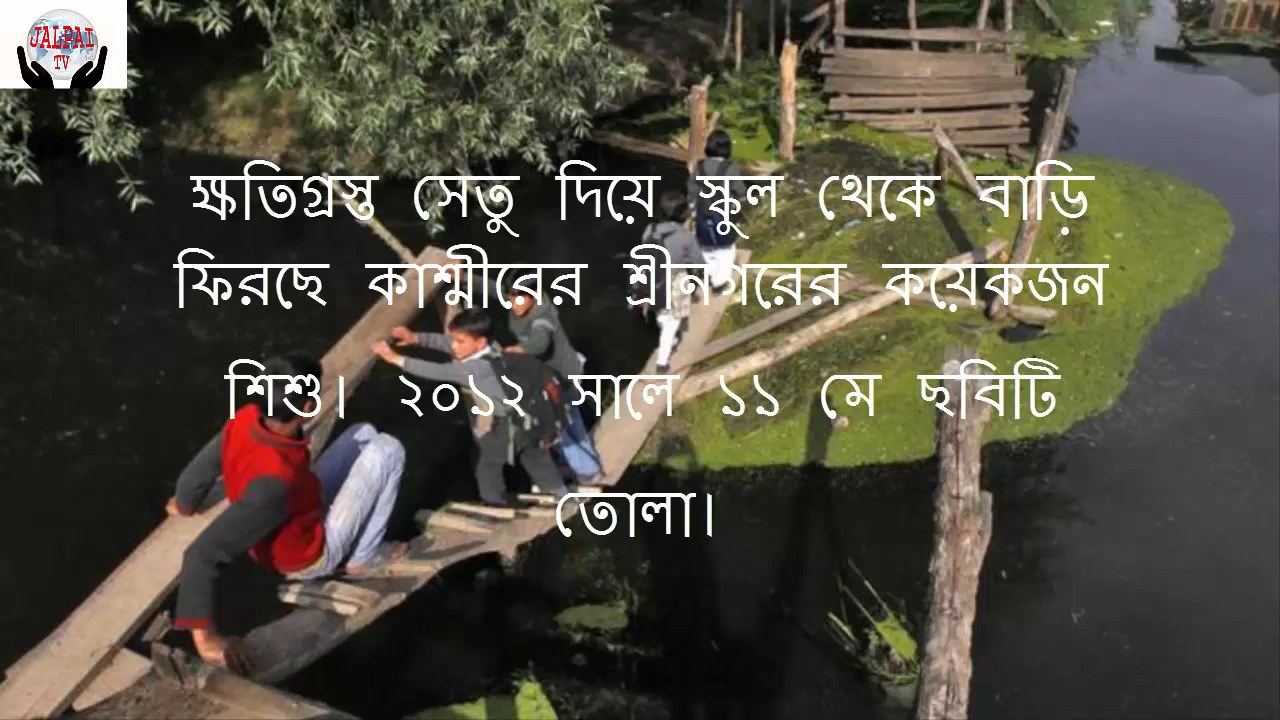 JALPAI
TV
ক্ষতিগ্রস্ত সেতু দিয়ে স্কুল থেকে বাড়ি
ফিরছে কাশ্মীরের শ্রীনগরের কয়েকজন
শিশু। ২০১২ সালে ১১ মে ছবিটি
তোলা।